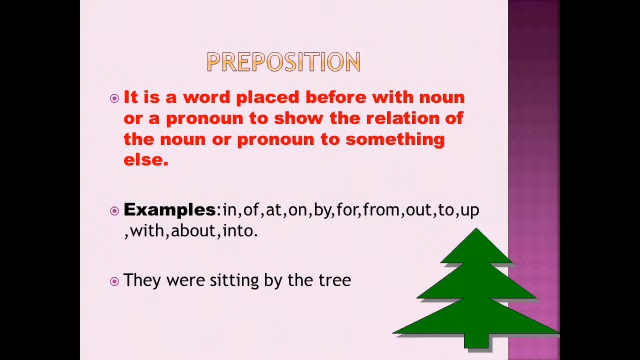 PREPOSITION
It is a word placed before with noun
or a pronoun to show the relation of
the noun or pronoun to something
else.
Examples:in,of,at,on,by,for,from,out,to,up
,with,about,into.
They were sitting by the tree